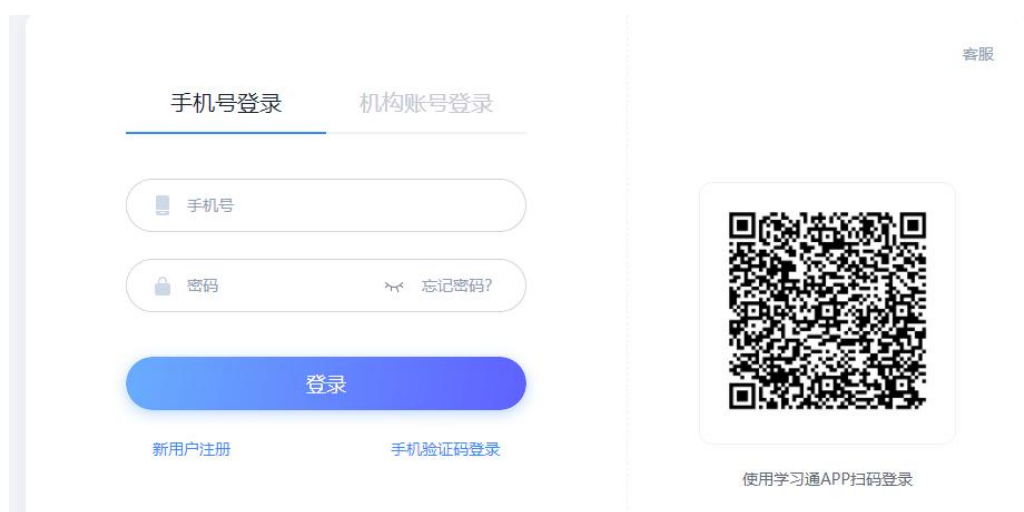 客服
手机号登录
机构账号登录
手机号
密码
忘记密码?
登录
新用户注册
手机验证码登录
使用学习通APP扫码登录